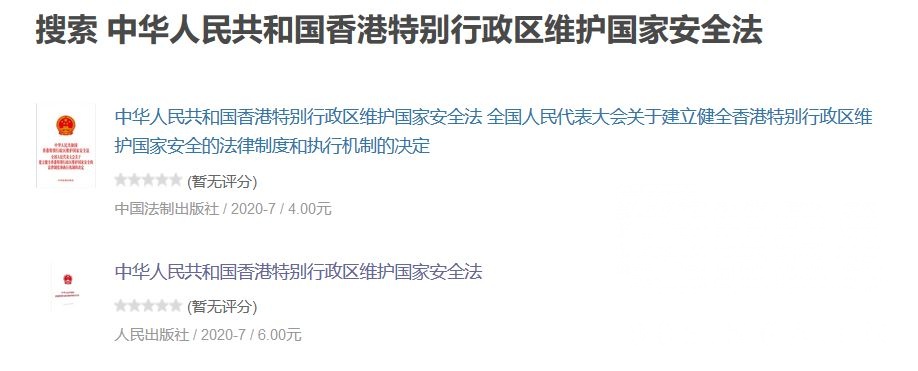 搜索 中华人民共和国香港特别行政区维护国家安全法
中华人民共和国香港特别行政区维护国家安全法 全国人民代表大会关于建立健全香港特别行政区维
护国家安全的法律制度和执行机制的决定
(暂无评分)
中国法制出版社 / 2020-7 / 4.00元
中华人民共和国香港特别行政区维护国家安全法
(暂无评分)
人民出版社 / 2020-7 / 6.00元